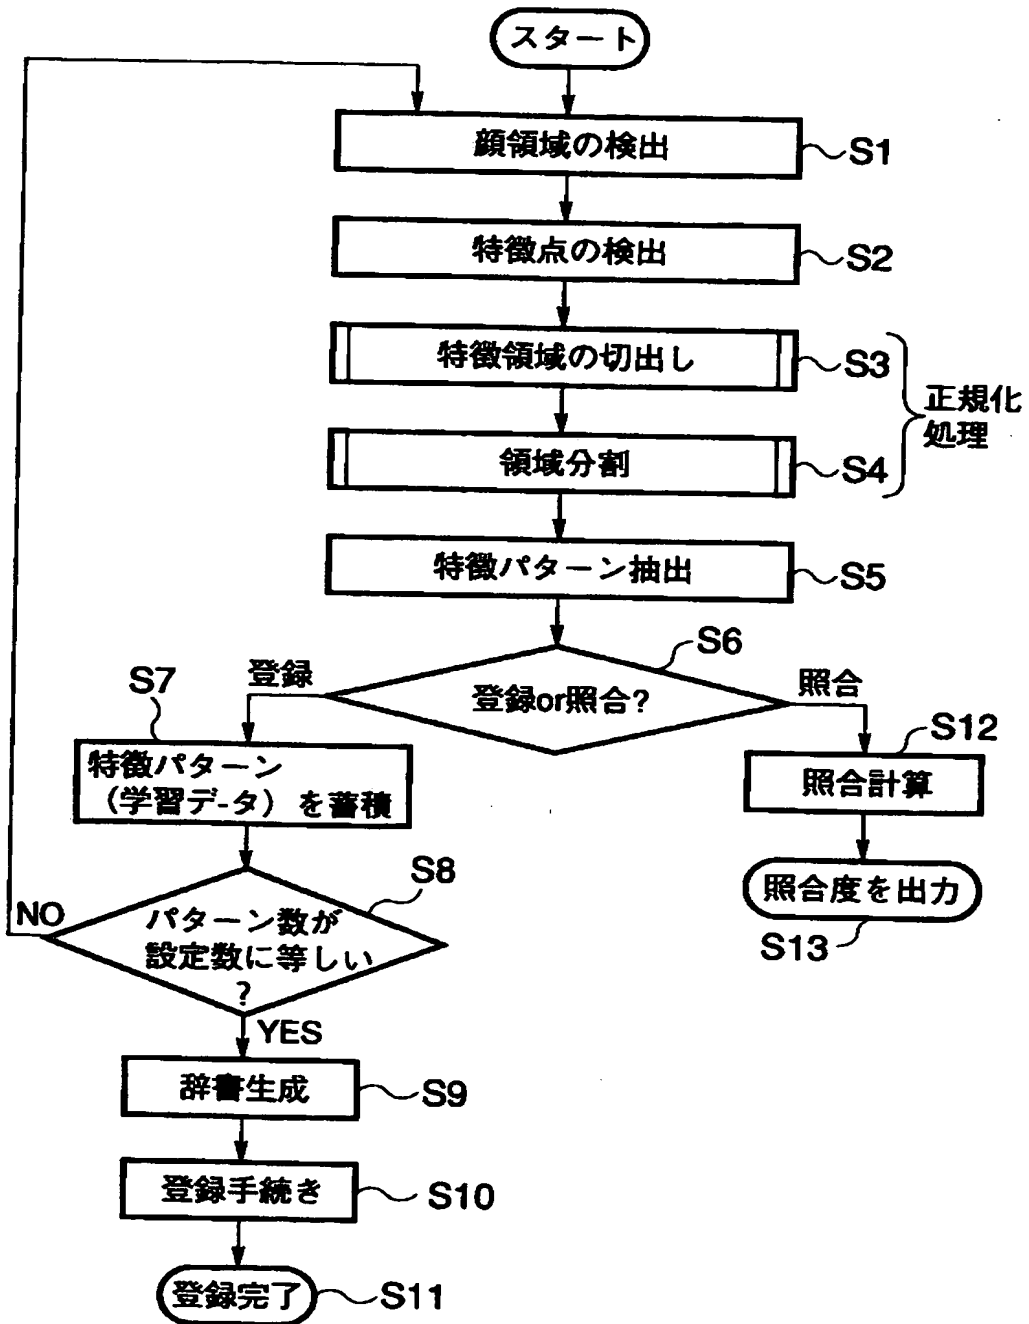 スタート
顔領域の検出
S1
特徴点の検出
S2
特徴領域の切出し
S3
正規化
処理
領域分割
S4
特徴パターン抽出
S5
S6
登録or照合?
登録
照合
S7
特徴パターン
(学習デ-タ)を蓄積
S12
照合計算
S8
パターン数が
設定数に等しい
?
NO
YES
照合度を出力
S13
辞書生成
S9
登録手続き
S10
登録完了
S11